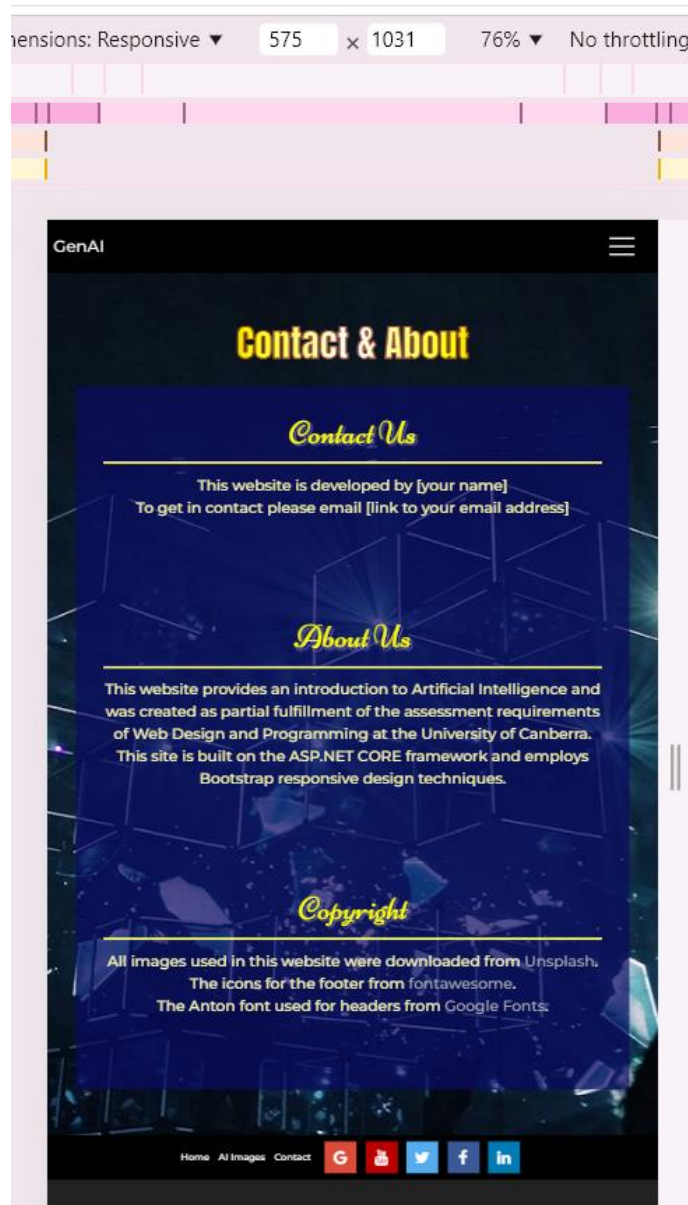 nensions: Responsive ▼ 575 × 1031 76% ▼ No throttling
GenAI
Contact & About
Contact Us
This website is developed by [your name]
To get in contact please email [link to your email address]
About Us
This website provides an introduction to Artificial Intelligence and
was created as partial fulfillment of the assessment requirements
of Web Design and Programming at the University of Canberra.
This site is built on the ASP.NET CORE framework and employs
Bootstrap responsive design techniques.
Copyright
All images used in this website were downloaded from Unsplash.
The icons for the footer from fontawesome.
The Anton font used for headers from Google Fonts.
Home AI Images Contact G You f in